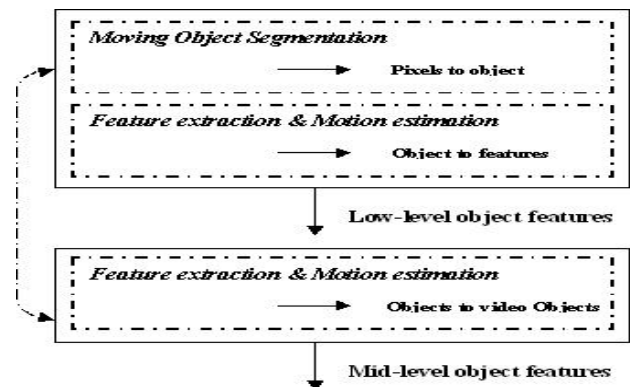 Moving Object Segmentation
Pixels to object
Feature extraction & Motion estimation
Object to features
Low-level object features
Feature extraction & Motion estimation
Objects to video Objects
Mid-level object features